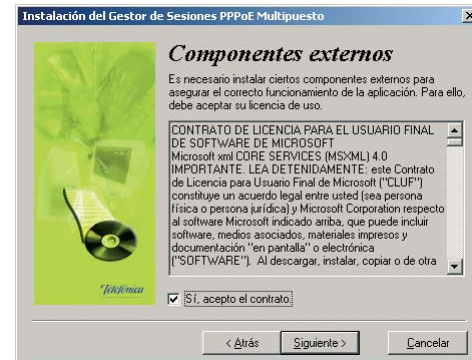 Instalación del Gestor de Sesiones PPPoE Multipuesto
Componentes externos
Es necesario instalar ciertos componentes externos para
asegurar el correcto funcionamiento de la aplicación. Para ello,
debe aceptar su licencia de uso.
CONTRATO DE LICENCIA PARA EL USUARIO FINAL
DE SOFTWARE DE MICROSOFT
Microsoft xml CORE SERVICES (MSXML) 4.0
IMPORTANTE. LEA DETENIDAMENTE: este Contrato
de Licencia para Usuario Final de Microsoft ("CLUF")
constituye un acuerdo legal entre usted (sea persona
física o persona jurídica) y Microsoft Corporation respecto
al software Microsoft indicado arriba, que puede incluir
software, medios asociados, materiales impresos y
documentación "en pantalla" o electrónica
("SOFTWARE"). Al descargar, instalar, copiar o de otra
Telefónica
Sí, acepto el contrato.
< Atrás
Siguiente >
Cancelar